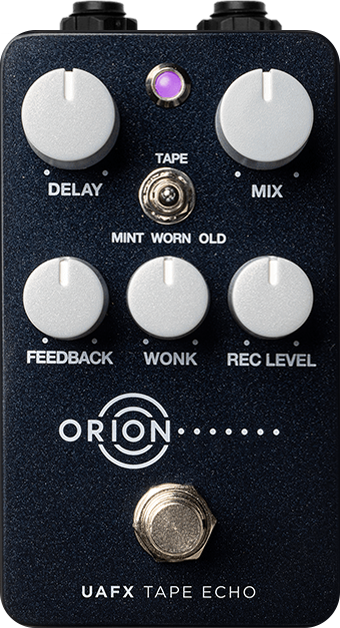 TAPE
DELAY
MIX
MINT WORN OLD
FEEDBACK WONK REC LEVEL
ORION
UAFX TAPE ECHO